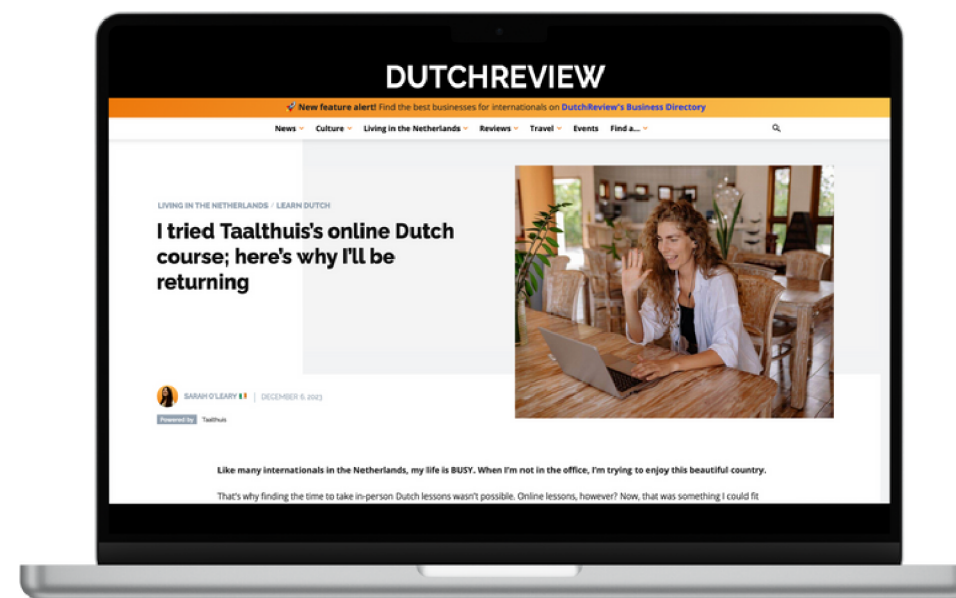 DUTCHREVIEW
🚀 New feature alert! Find the best businesses for internationals on DutchReview's Business Directory
News Culture Living in the Netherlands Reviews Travel Events Find a...
LIVING IN THE NETHERLANDS / LEARN DUTCH
I tried Taalthuis's online Dutch
course; here's why I'll be
returning
SARAH O'LEARY 🇮🇪 | DECEMBER 6, 2023
Powered by Taalthuis
Like many internationals in the Netherlands, my life is BUSY. When I'm not in the office, I'm trying to enjoy this beautiful country.
That's why finding the time to take in-person Dutch lessons wasn't possible. Online lessons, however? Now, that was something I could fit